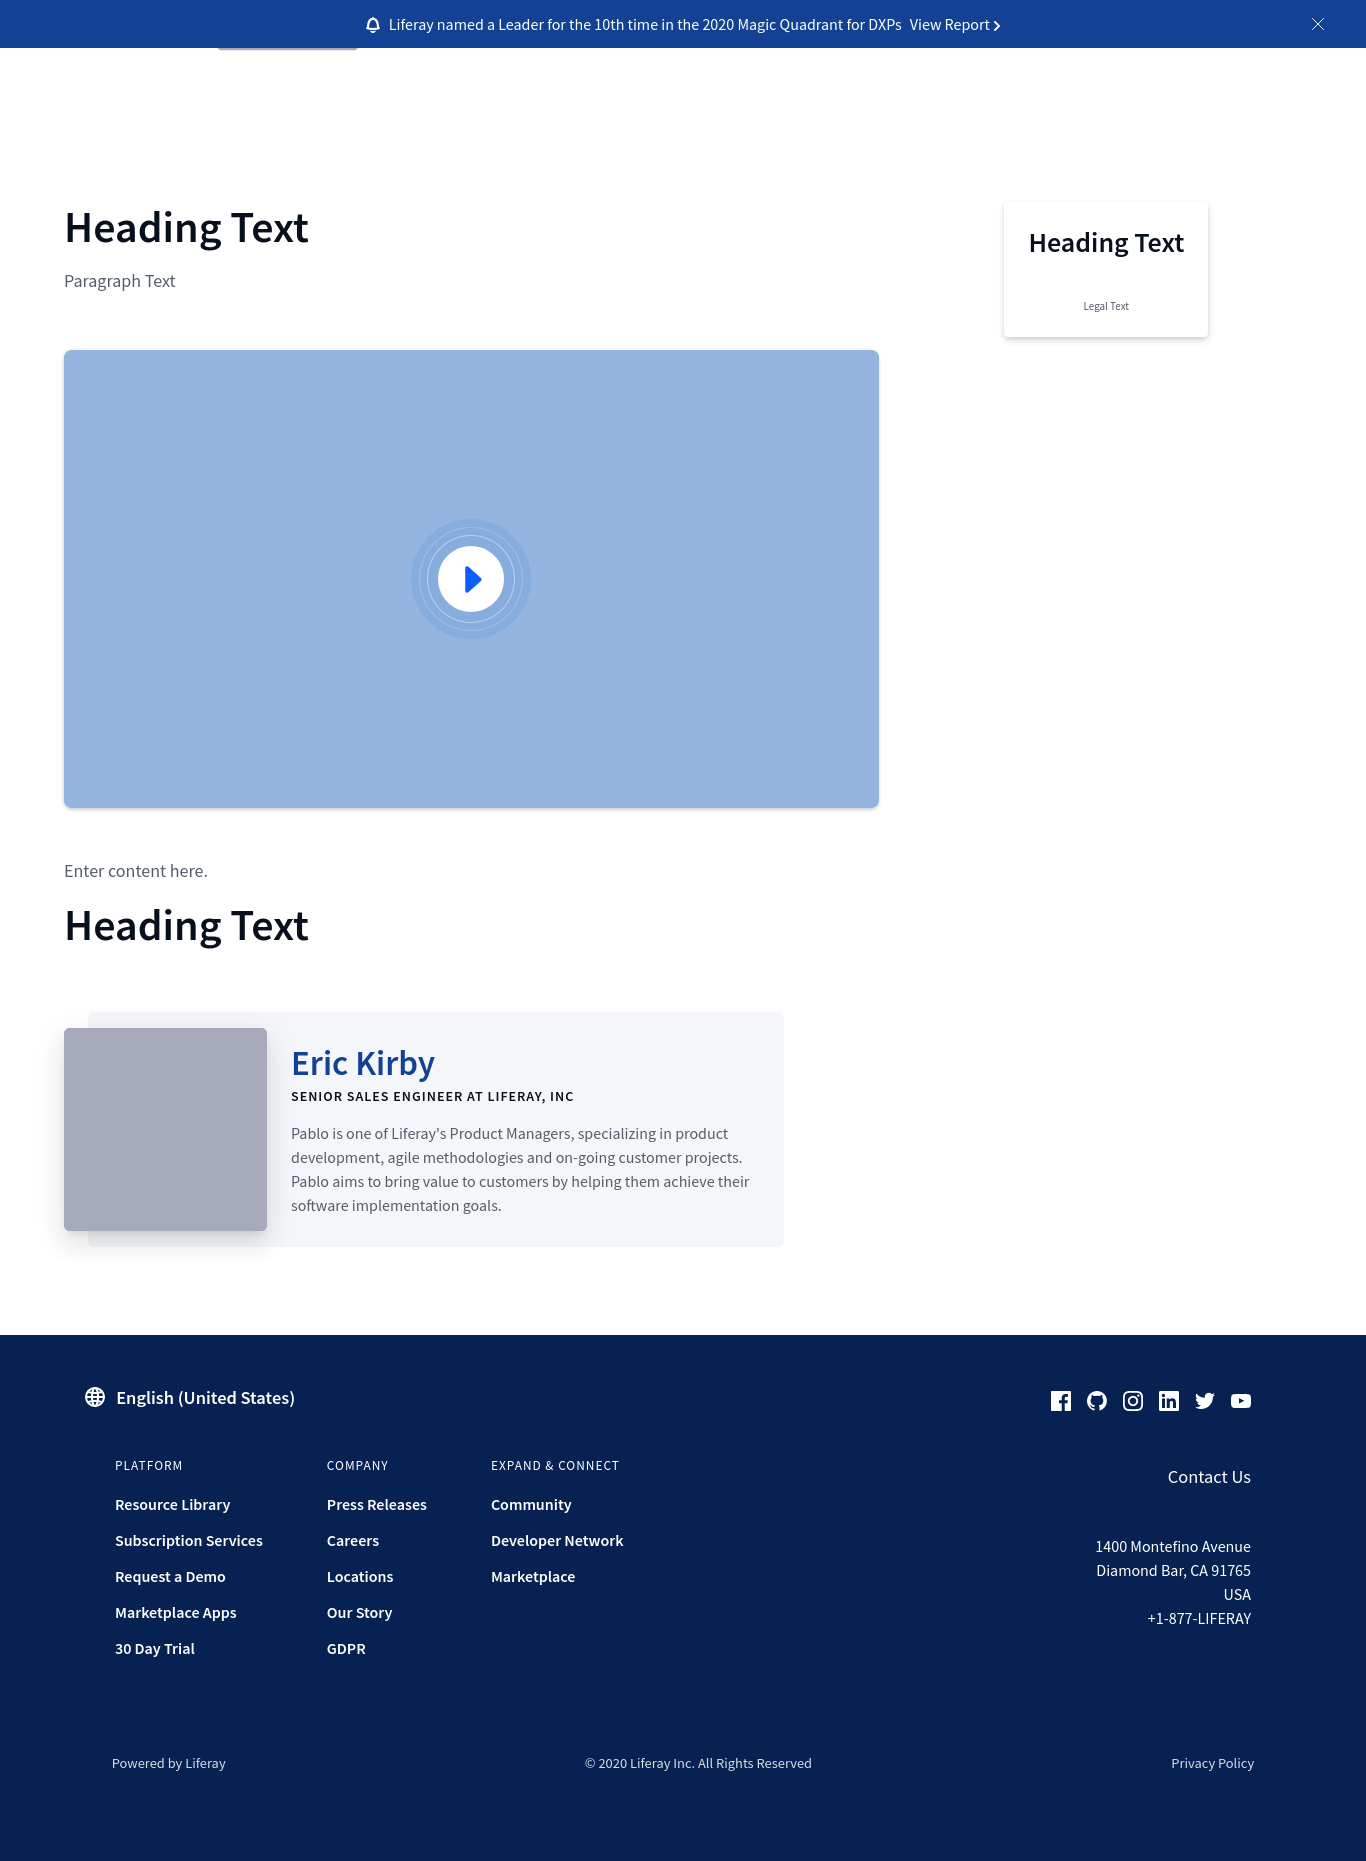 Liferay named a Leader for the 10th time in the 2020 Magic Quadrant for DXPs View Report
Heading Text
Paragraph Text
Heading Text
Legal Text
Enter content here.
Heading Text
Eric Kirby
SENIOR SALES ENGINEER AT LIFERAY, INC
Pablo is one of Liferay's Product Managers, specializing in product
development, agile methodologies and on-going customer projects.
Pablo aims to bring value to customers by helping them achieve their
software implementation goals.
English (United States)
PLATFORM
Resource Library
Subscription Services
Request a Demo
Marketplace Apps
30 Day Trial
COMPANY
Press Releases
Careers
Locations
Our Story
GDPR
EXPAND & CONNECT
Community
Developer Network
Marketplace
Contact Us
1400 Montefino Avenue
Diamond Bar, CA 91765
USA
+1-877-LIFERAY
Powered by Liferay
© 2020 Liferay Inc. All Rights Reserved
Privacy Policy